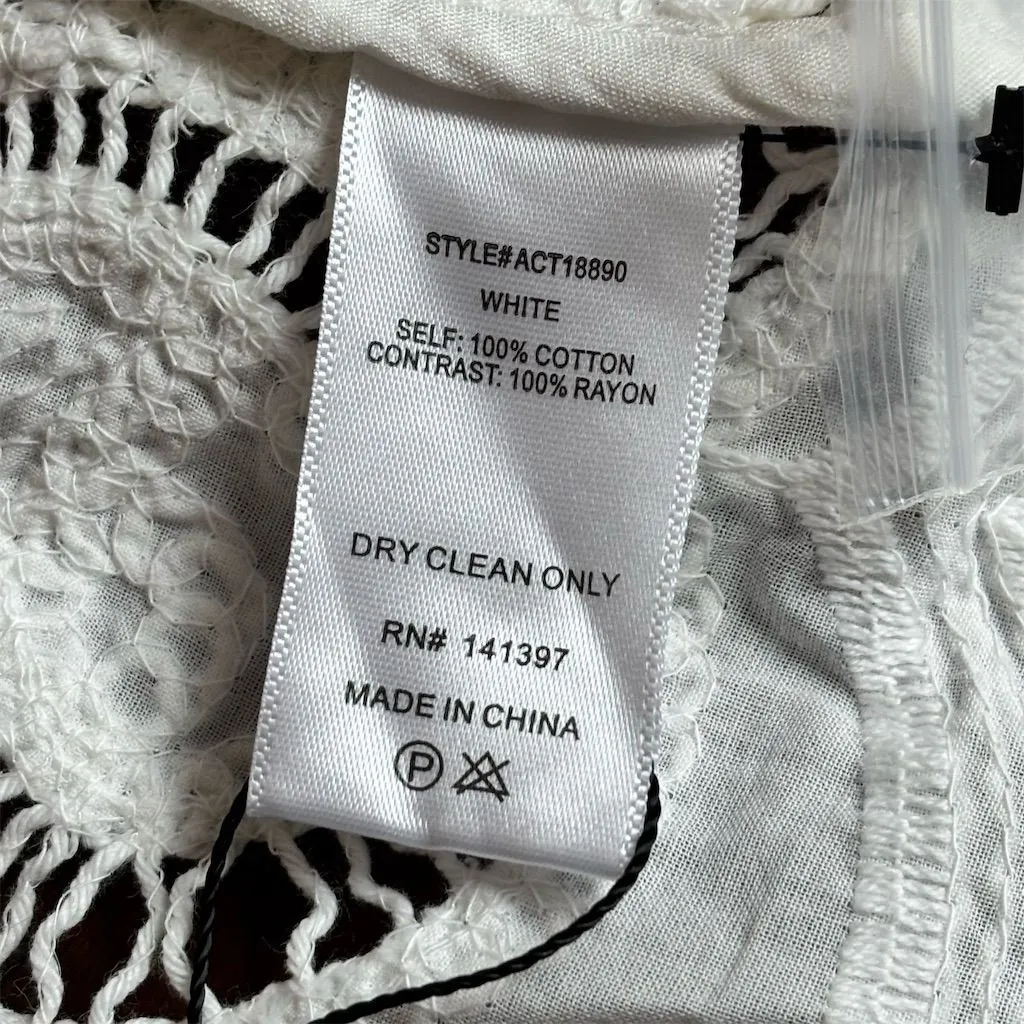 STYLE#ACT18890
WHITE
SELF: 100% COTTON
CONTRAST: 100% RAYON
DRY CLEAN ONLY
RN# 141397
MADE IN CHINA
P